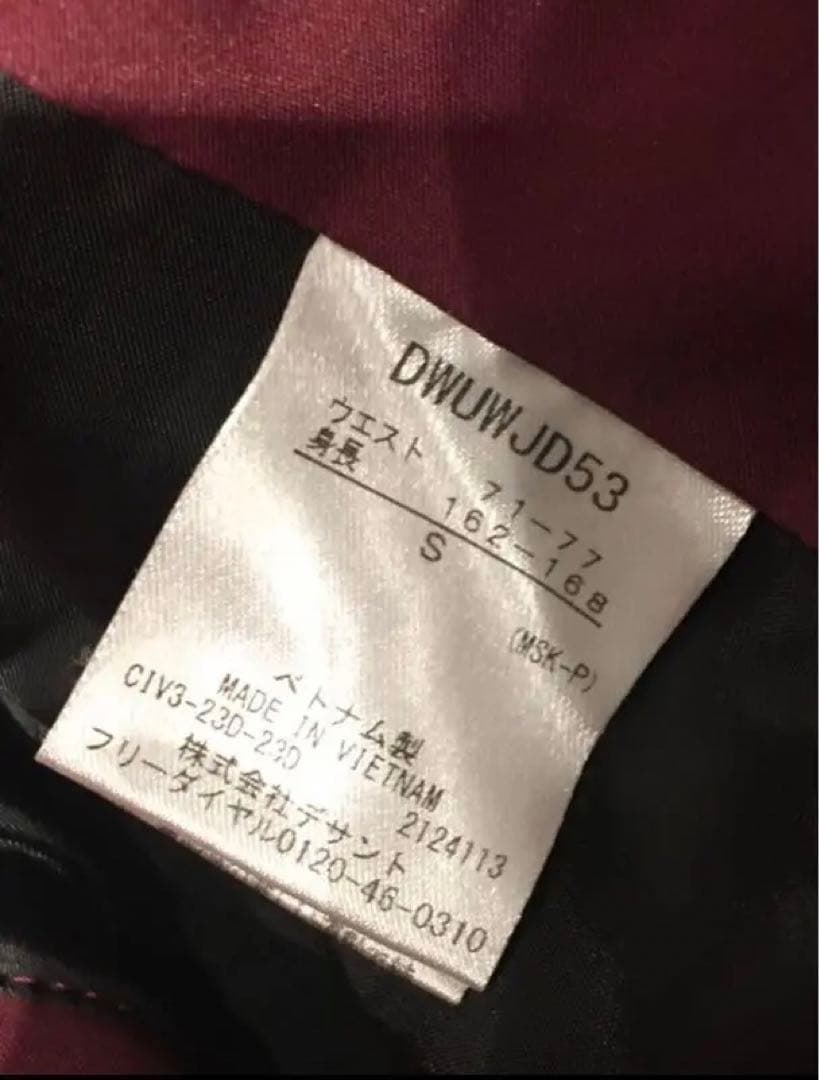 DWUWJD53
ウエスト 71-77
身長 162-168
S
(MSK-P)
ベトナム製
MADE IN VIETNAM
CIV3-23D-23D 2124113
株式会社デサント
フリーダイヤル0120-46-0310